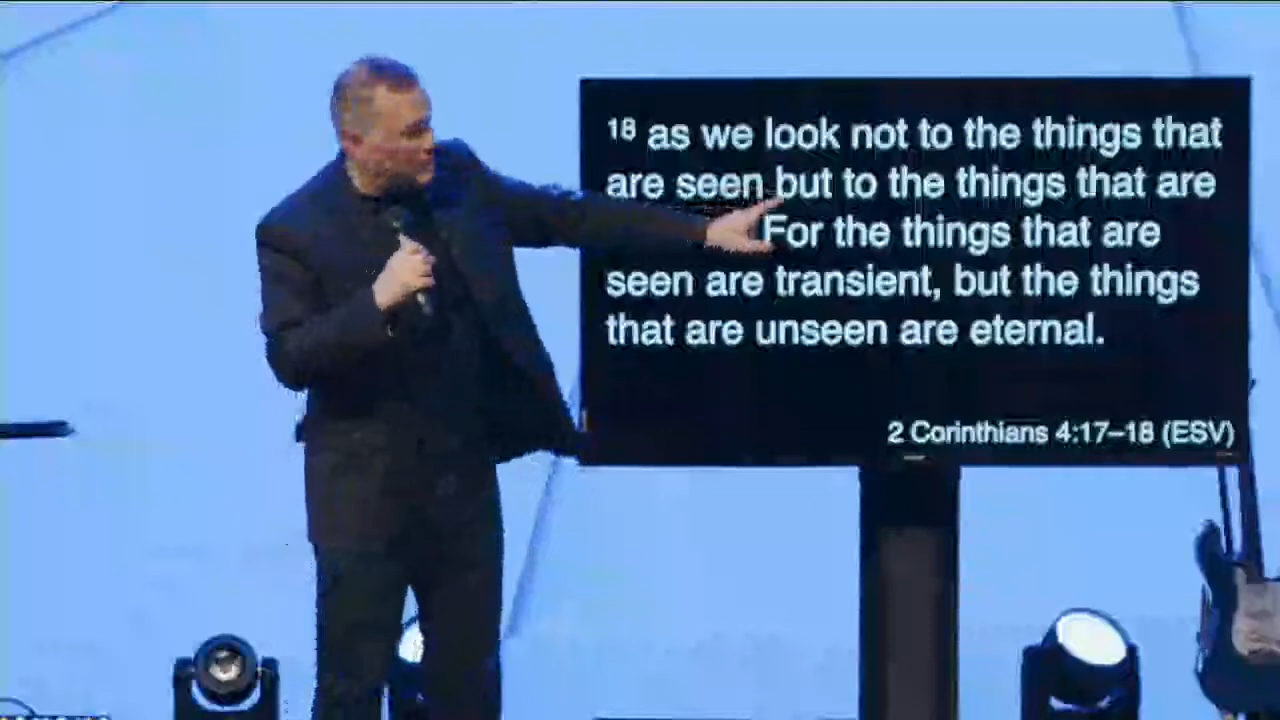 18 as we look not to the things that
are seen but to the things that are
For the things that are
seen are transient, but the things
that are unseen are eternal.
2 Corinthians 4:17–18 (ESV)